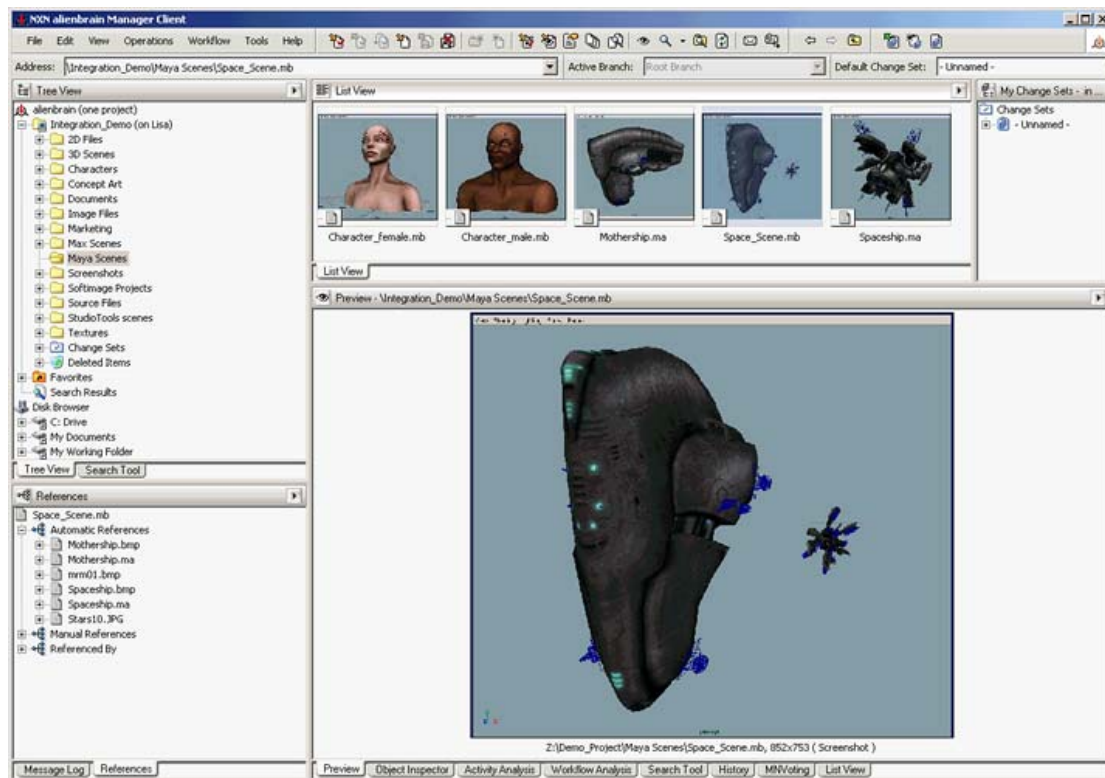 NXN alienbrain Manager Client
File Edit View Operations Workflow Tools Help
Address: \Integration_Demo\Maya Scenes\Space_Scene.mb Active Branch: Root Branch Default Change Set: - Unnamed -
Tree View
alienbrain (one project)
Integration_Demo (on Lisa)
2D Files
3D Scenes
Characters
Concept Art
Documents
Image Files
Marketing
Max Scenes
Maya Scenes
Screenshots
Softimage Projects
Source Files
StudioTools scenes
Textures
Change Sets
Deleted Items
Favorites
Search Results
Disk Browser
C: Drive
My Documents
My Working Folder
Tree View Search Tool
References
Space_Scene.mb
Automatic References
Mothership.bmp
Mothership.ma
mrm01.bmp
Spaceship.bmp
Spaceship.ma
Stars10.JPG
Manual References
Referenced By
Message Log References
List View
Character_female.mb Character_male.mb Mothership.ma Space_Scene.mb Spaceship.ma
List View
My Change Sets - in ...
Change Sets
- Unnamed -
Preview - \Integration_Demo\Maya Scenes\Space_Scene.mb
persp
Z:\Demo_Project\Maya Scenes\Space_Scene.mb, 852x753 ( Screenshot )
Preview Object Inspector Activity Analysis Workflow Analysis Search Tool History MNVoting List View